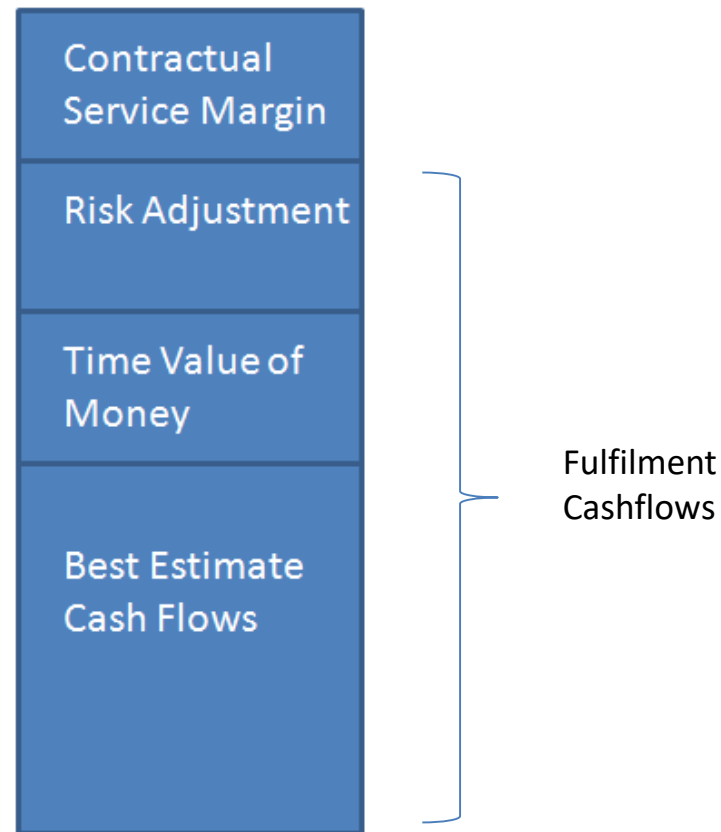 Contractual
Service Margin
Risk Adjustment
Time Value of
Money
Best Estimate
Cash Flows
Fulfilment
Cashflows